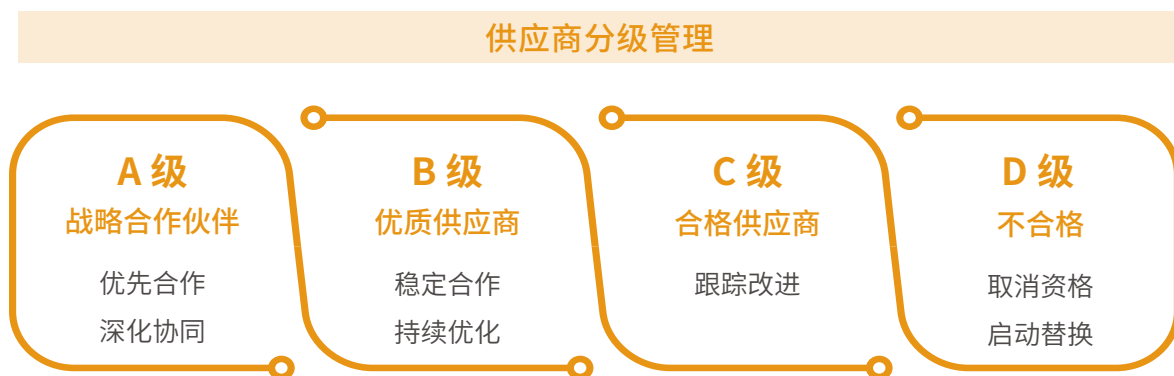 供应商分级管理
A 级
战略合作伙伴
优先合作
深化协同
B 级
优质供应商
稳定合作
持续优化
C 级
合格供应商
跟踪改进
D 级
不合格
取消资格
启动替换